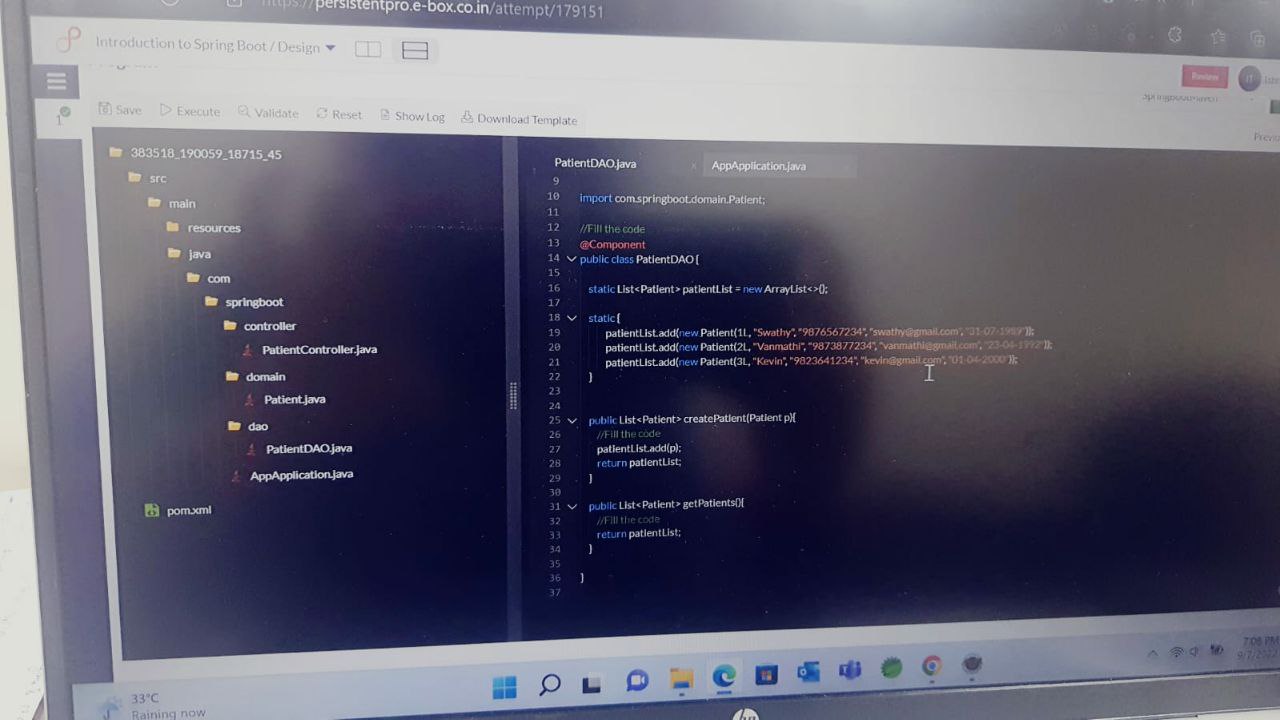 https://persistentpro.e-box.co.in/attempt/179151
Introduction to Spring Boot / Design
Review
IT
1
Save Execute Validate Reset Show Log Download Template
383518_190059_18715_45
src
main
resources
java
com
springboot
controller
PatientController.java
domain
Patient.java
dao
PatientDAO.java
AppApplication.java
pom.xml
PatientDAO.java x AppApplication.java
9
10 import com.springboot.domain.Patient;
11
12 //Fill the code
13 @Component
14 public class PatientDAO {
15
16 static List<Patient> patientList = new ArrayList<>();
17
18 static {
19 patientList.add(new Patient(1L, "Swathy", "9876567234", "swathy@gmail.com", "31-07-1989"));
20 patientList.add(new Patient(2L, "Vanmathi", "9873877234", "vanmathi@gmail.com", "23-04-1992"));
21 patientList.add(new Patient(3L, "Kevin", "9823641234", "kevin@gmail.com", "01-04-2000"));
22 }
23
24
25 public List<Patient> createPatient(Patient p){
26 //Fill the code
27 patientList.add(p);
28 return patientList;
29 }
30
31 public List<Patient> getPatients(){
32 //Fill the code
33 return patientList;
34 }
35
36 }
37
33°C
Raining now
7:08 PM
hp